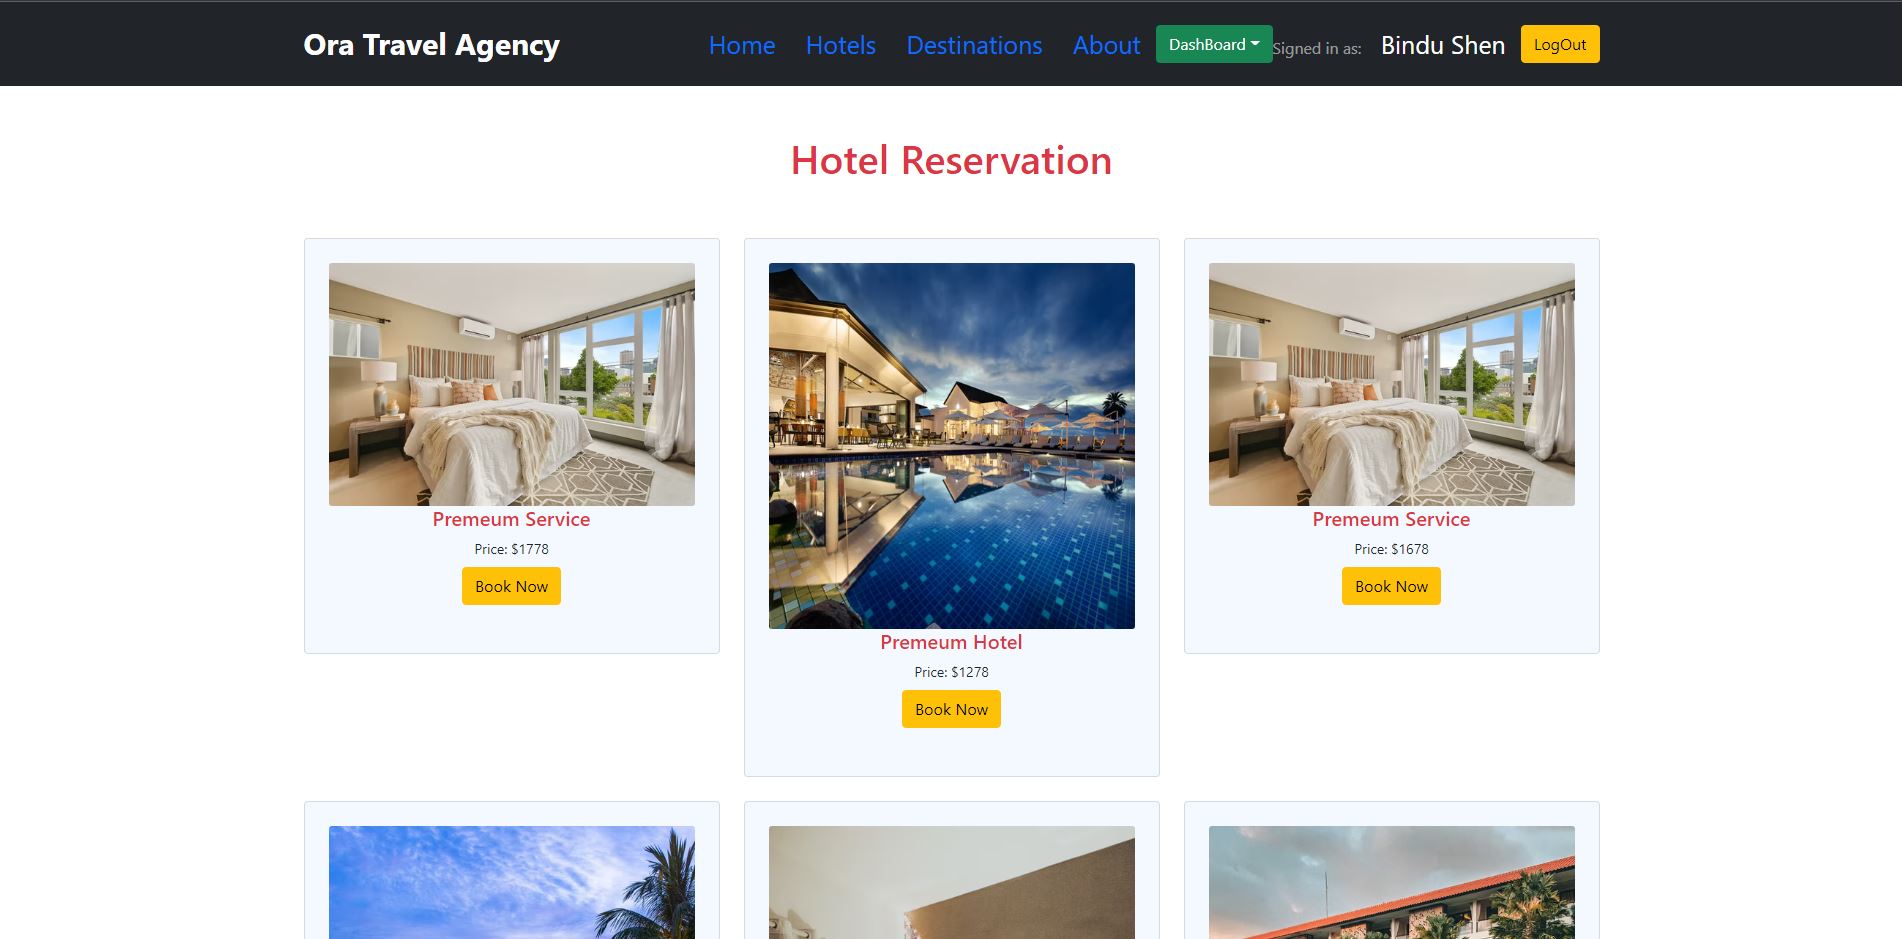 Ora Travel Agency
Home Hotels Destinations About DashBoard Signed in as: Bindu Shen LogOut
Hotel Reservation
Premeum Service
Price: $1778
Book Now
Premeum Hotel
Price: $1278
Book Now
Premeum Service
Price: $1678
Book Now